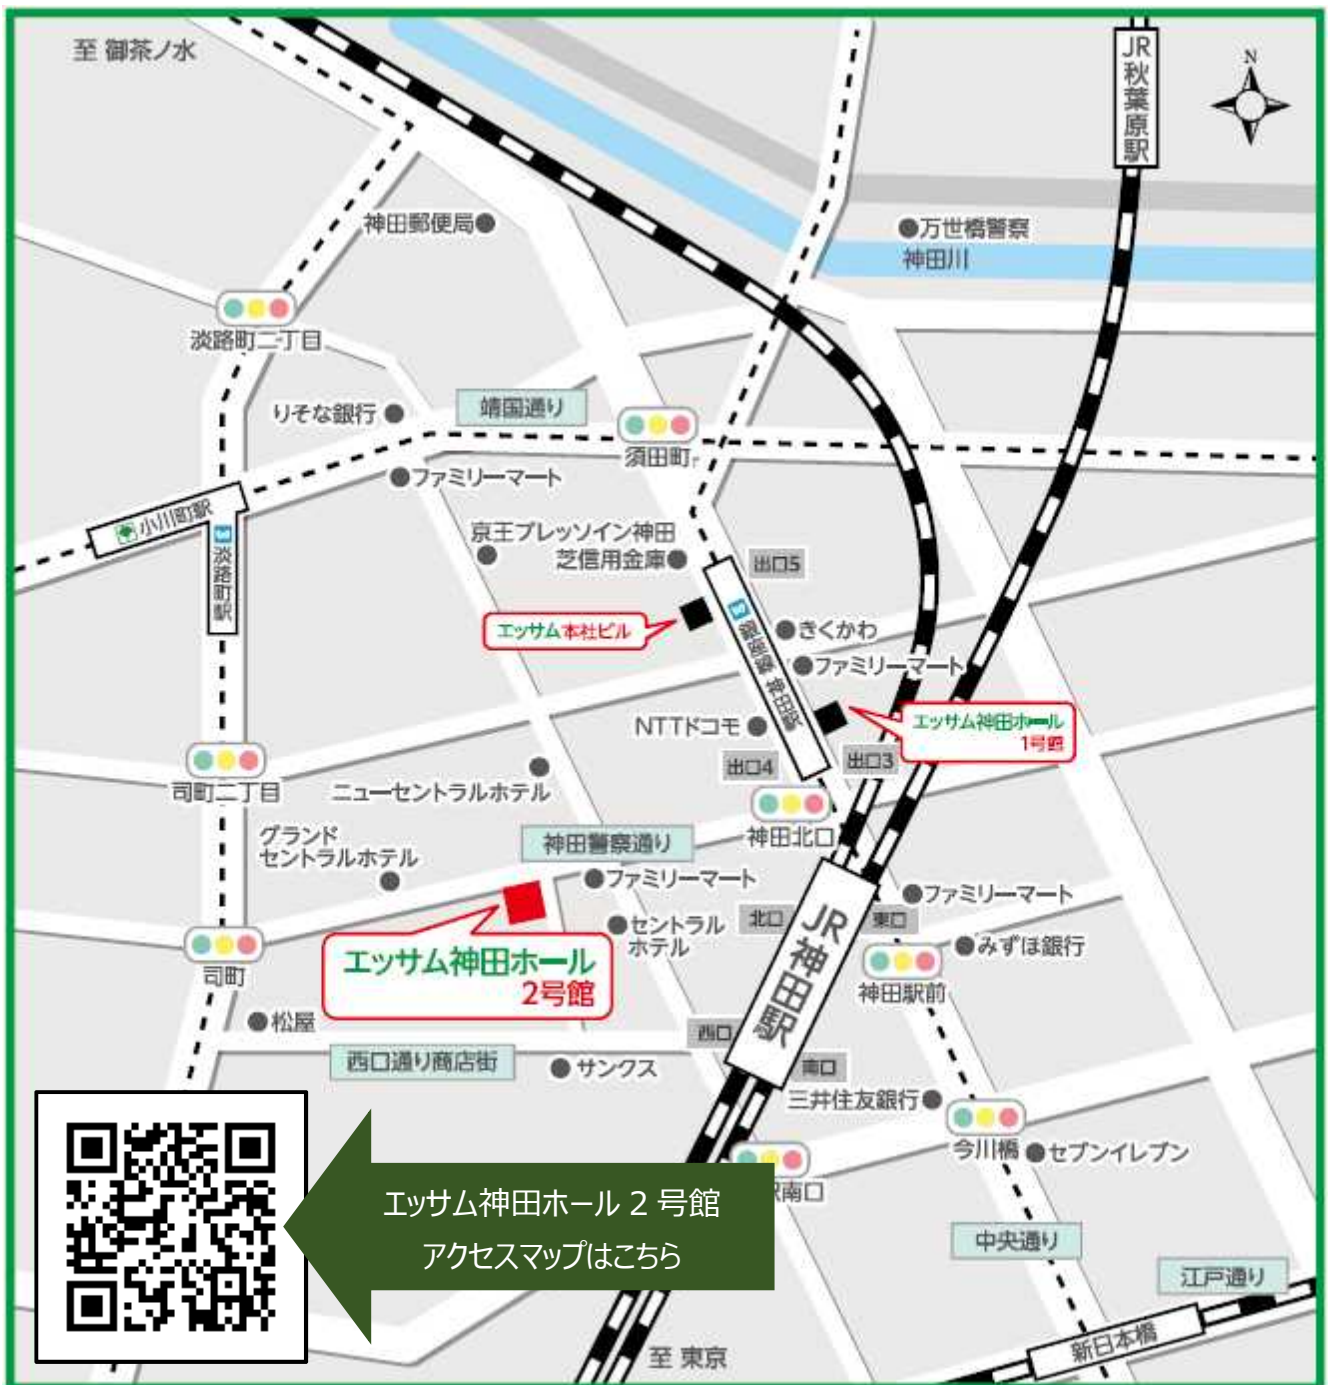 至 御茶ノ水
JR秋葉原駅
N
神田郵便局
万世橋警察
神田川
淡路町二丁目
りそな銀行
靖国通り
須田町
ファミリーマート
小川町駅
淡路町駅
京王プレッソイン神田
芝信用金庫
出口5
エッサム本社ビル
きくかわ
ファミリーマート
神田駅
NTTドコモ
エッサム神田ホール
1号館
出口4
出口3
司町二丁目
ニューセントラルホテル
神田北口
グランド
セントラルホテル
神田警察通り
ファミリーマート
ファミリーマート
セントラル
ホテル
北口
JR神田駅
東口
みずほ銀行
司町
エッサム神田ホール
2号館
神田駅前
松屋
西口
西口通り商店街
サンクス
南口
三井住友銀行
今川橋
セブンイレブン
駅南口
エッサム神田ホール 2 号館
アクセスマップはこちら
中央通り
江戸通り
新日本橋
至 東京